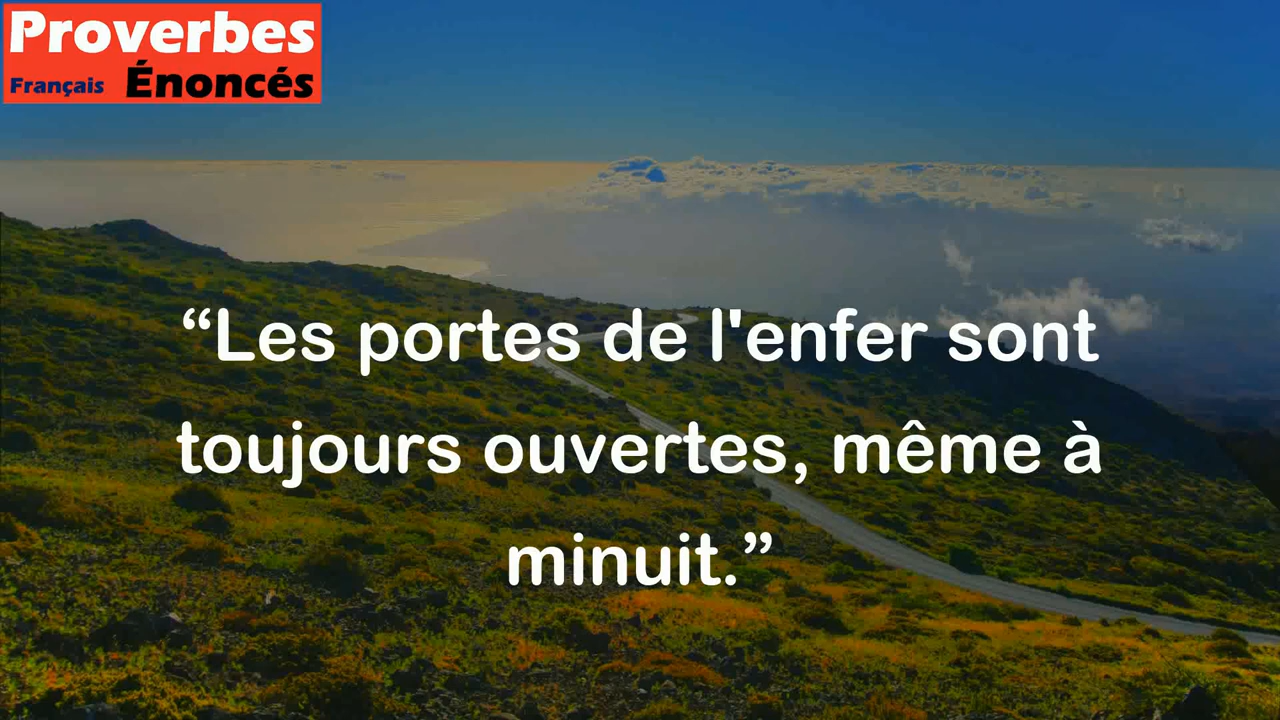 Proverbes
Français Énoncés
“Les portes de l'enfer sont
toujours ouvertes, même à
minuit.”